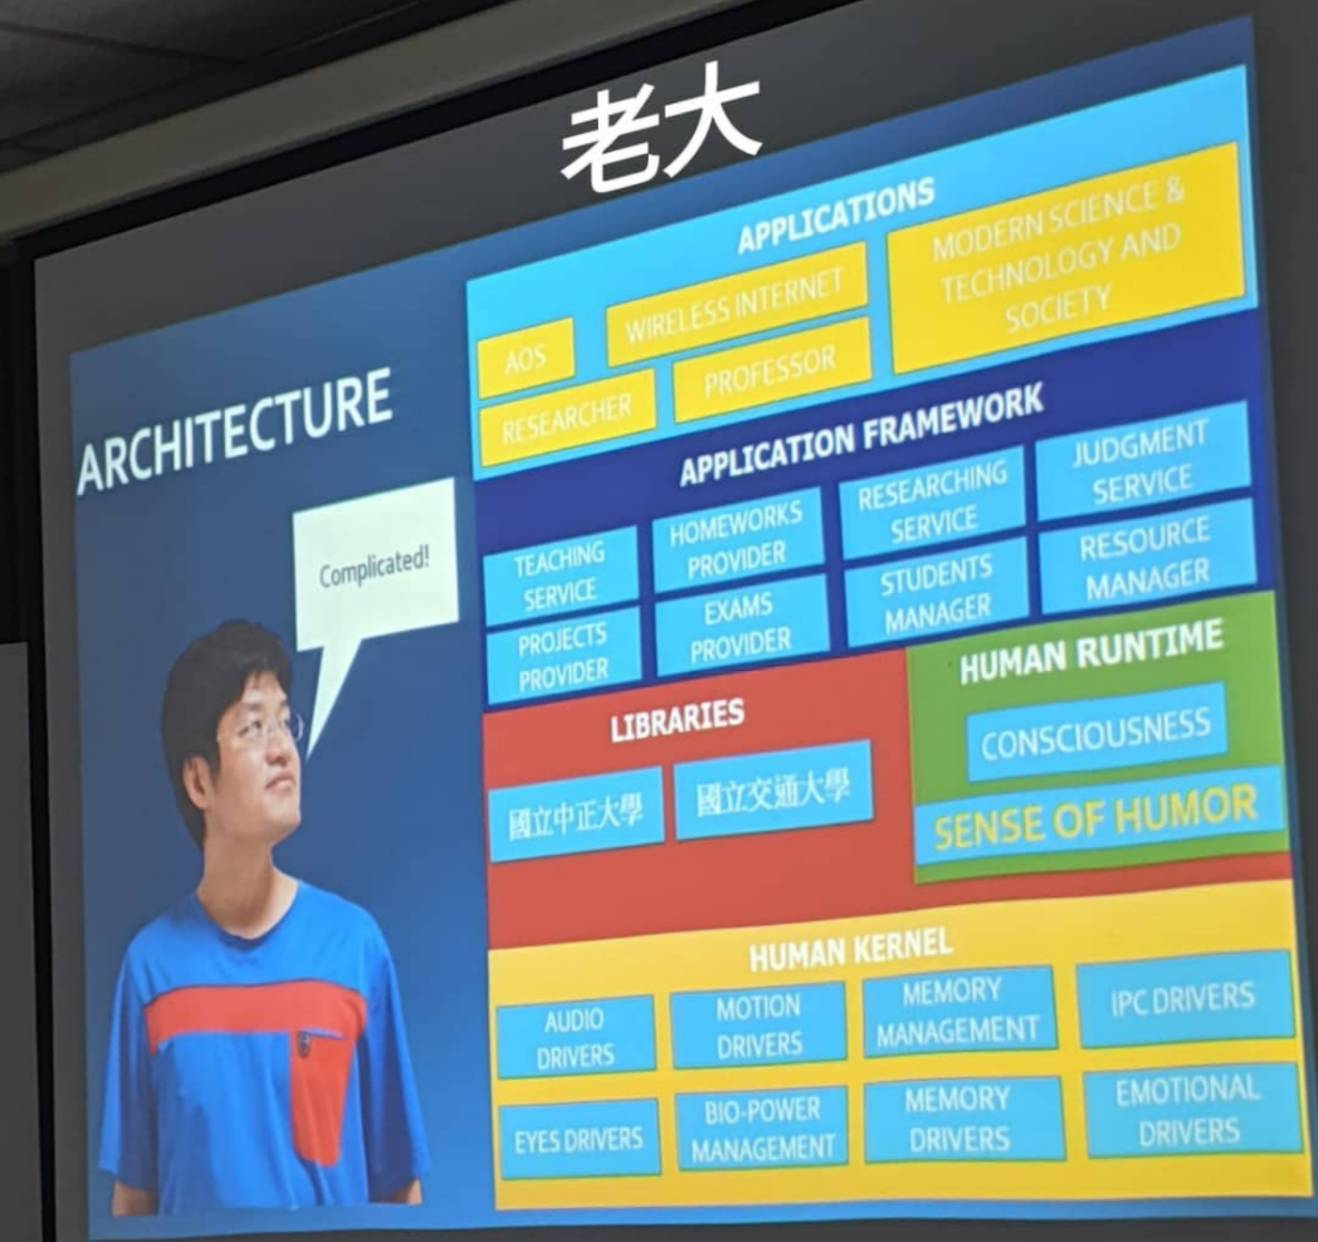 老大
ARCHITECTURE
Complicated!
APPLICATIONS
AOS
WIRELESS INTERNET
MODERN SCIENCE &
TECHNOLOGY AND
SOCIETY
RESEARCHER
PROFESSOR
APPLICATION FRAMEWORK
TEACHING
SERVICE
HOMEWORKS
PROVIDER
RESEARCHING
SERVICE
JUDGMENT
SERVICE
PROJECTS
PROVIDER
EXAMS
PROVIDER
STUDENTS
MANAGER
RESOURCE
MANAGER
LIBRARIES
國立中正大學
國立交通大學
HUMAN RUNTIME
CONSCIOUSNESS
SENSE OF HUMOR
HUMAN KERNEL
AUDIO
DRIVERS
MOTION
DRIVERS
MEMORY
MANAGEMENT
IPC DRIVERS
EYES DRIVERS
BIO-POWER
MANAGEMENT
MEMORY
DRIVERS
EMOTIONAL
DRIVERS